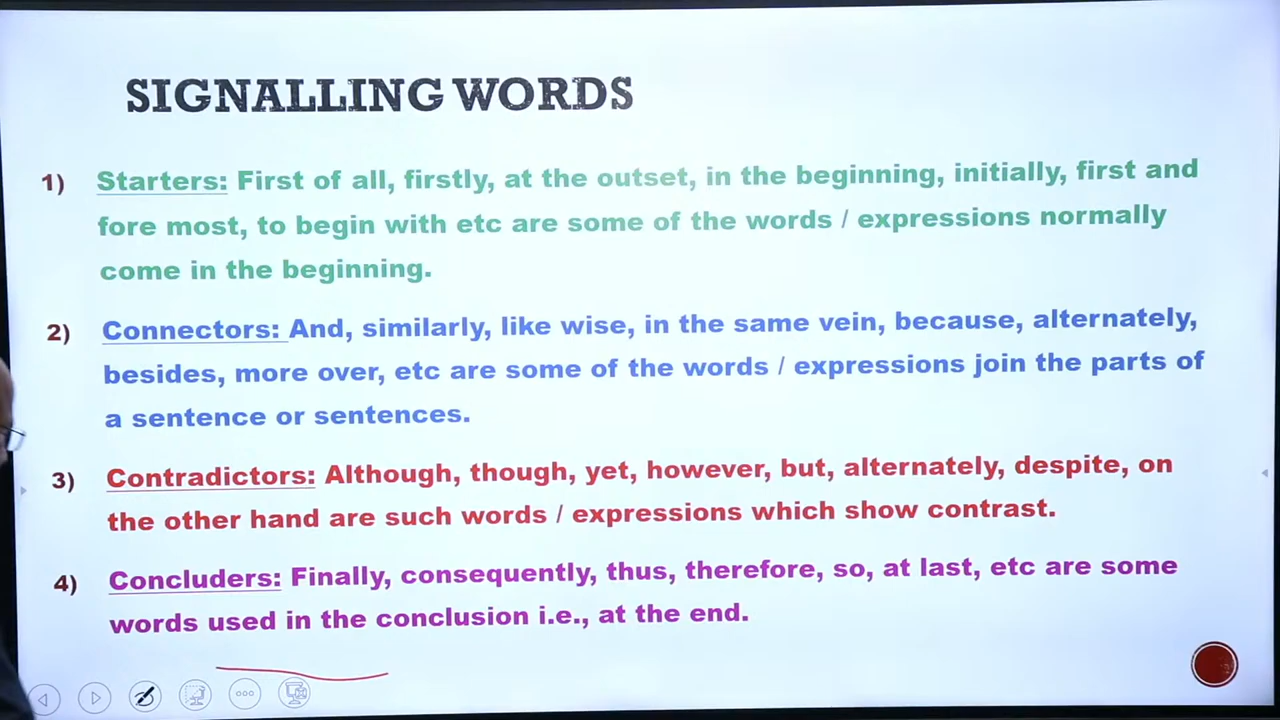 SIGNALLING WORDS
1) Starters: First of all, firstly, at the outset, in the beginning, initially, first and
fore most, to begin with etc are some of the words / expressions normally
come in the beginning.
2) Connectors: And, similarly, like wise, in the same vein, because, alternately,
besides, more over, etc are some of the words / expressions join the parts of
a sentence or sentences.
3) Contradictors: Although, though, yet, however, but, alternately, despite, on
the other hand are such words / expressions which show contrast.
4) Concluders: Finally, consequently, thus, therefore, so, at last, etc are some
words used in the conclusion i.e., at the end.